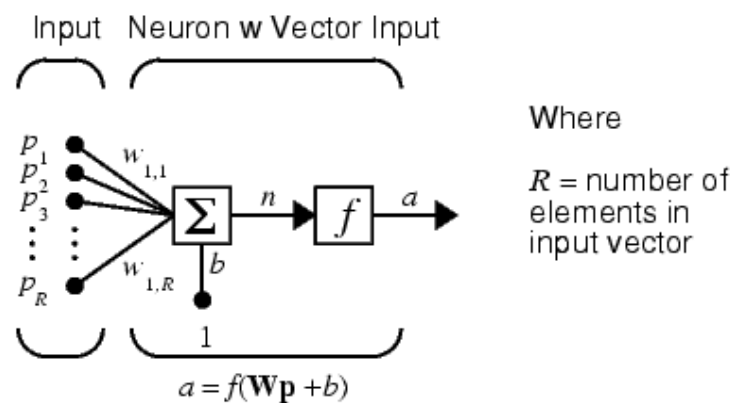 Input
Neuron w Vector Input
p1
p2
p3
pR
w1,1
w1,R
Σ
n
f
a
b
1
a = f(Wp +b)
Where
R = number of
elements in
input vector